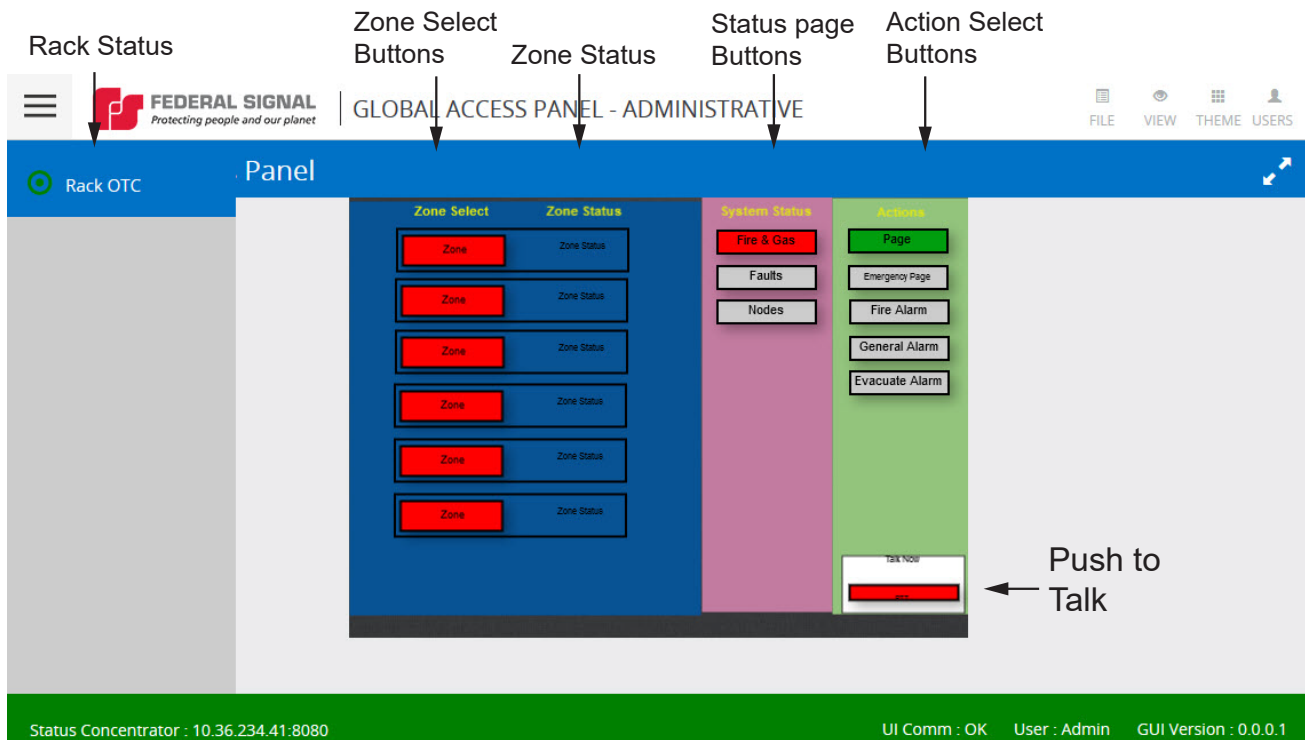 Rack Status
Zone Select
Buttons
Zone Status
Status page
Buttons
Action Select
Buttons
FEDERAL SIGNAL
Protecting people and our planet
GLOBAL ACCESS PANEL - ADMINISTRATIVE
FILE VIEW THEME USERS
Rack OTC
Panel
Zone Select Zone Status System Status Actions
Zone Zone Status Fire & Gas Page
Faults Emergency Page
Zone Zone Status Nodes Fire Alarm
Zone Zone Status General Alarm
Evacuate Alarm
Zone Zone Status
Zone Zone Status
Zone Zone Status
Talk Now
Push to
Talk
Status Concentrator : 10.36.234.41:8080 UI Comm : OK User : Admin GUI Version : 0.0.0.1